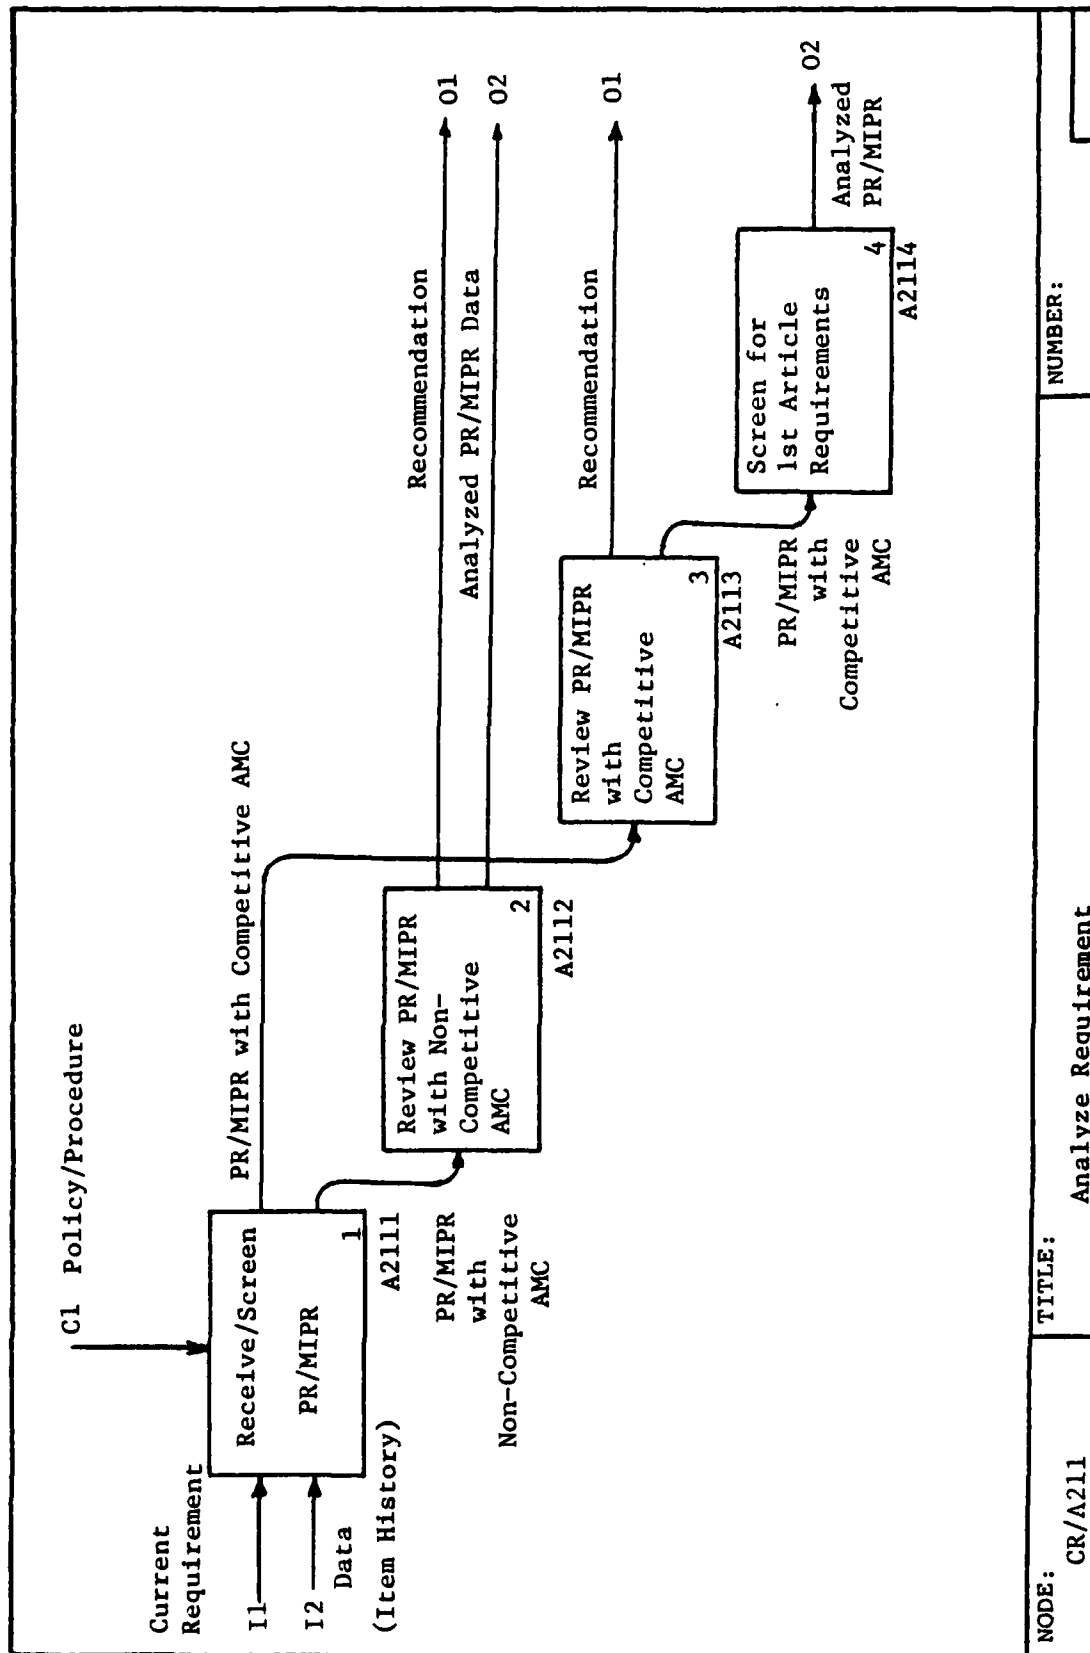 C1 Policy/Procedure
Current
Requirement
I1
I2
Data
(Item History)
Receive/Screen
PR/MIPR
1
A2111
PR/MIPR with Competitive AMC
PR/MIPR
with
Non-Competitive
AMC
Review PR/MIPR
with Non-
Competitive
AMC
2
A2112
Recommendation
O1
Analyzed PR/MIPR Data
O2
Review PR/MIPR
with
Competitive
AMC
3
A2113
Recommendation
O1
PR/MIPR
with
Competitive
AMC
Screen for
1st Article
Requirements
4
A2114
O2
Analyzed
PR/MIPR
NODE:
CR/A211
TITLE:
Analyze Requirement
NUMBER: